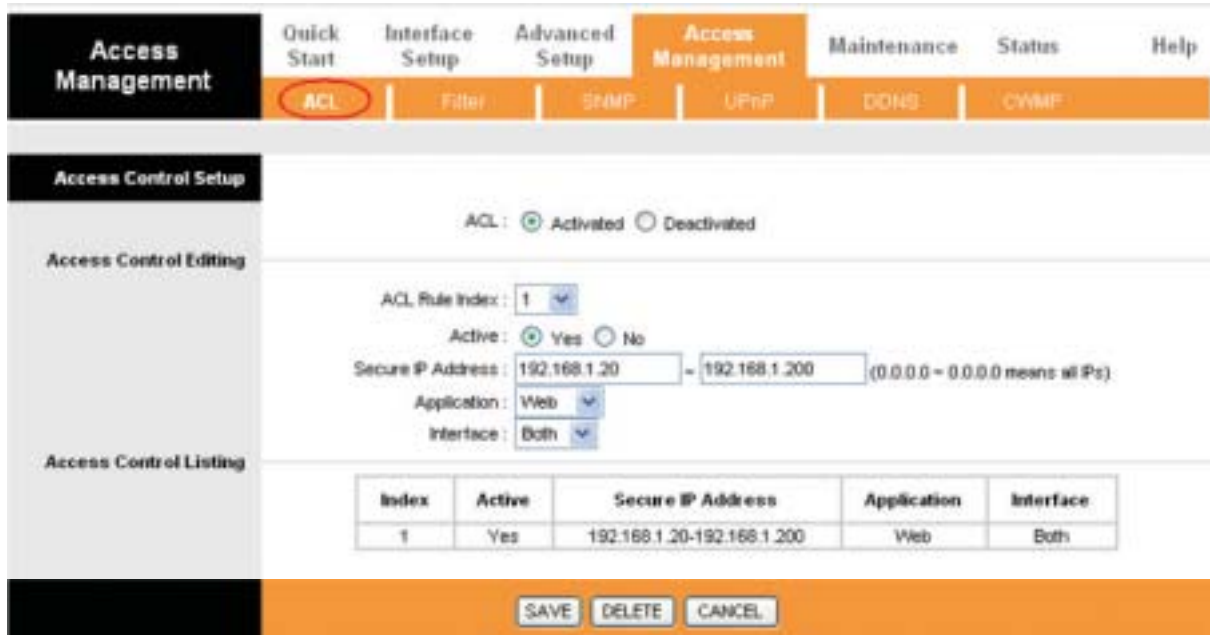 Access Management
Quick Start
Interface Setup
Advanced Setup
Access Management
Maintenance
Status
Help
ACL
Filter
SNMP
UPnP
DDNS
CWMP
Access Control Setup
ACL : Activated Deactivated
Access Control Editing
ACL Rule Index : 1
Active : Yes No
Secure IP Address : 192.168.1.20 ~ 192.168.1.200 (0.0.0.0 ~ 0.0.0.0 means all IPs)
Application : Web
Interface : Both
Access Control Listing
Index Active Secure IP Address Application Interface
1 Yes 192.168.1.20-192.168.1.200 Web Both
SAVE DELETE CANCEL